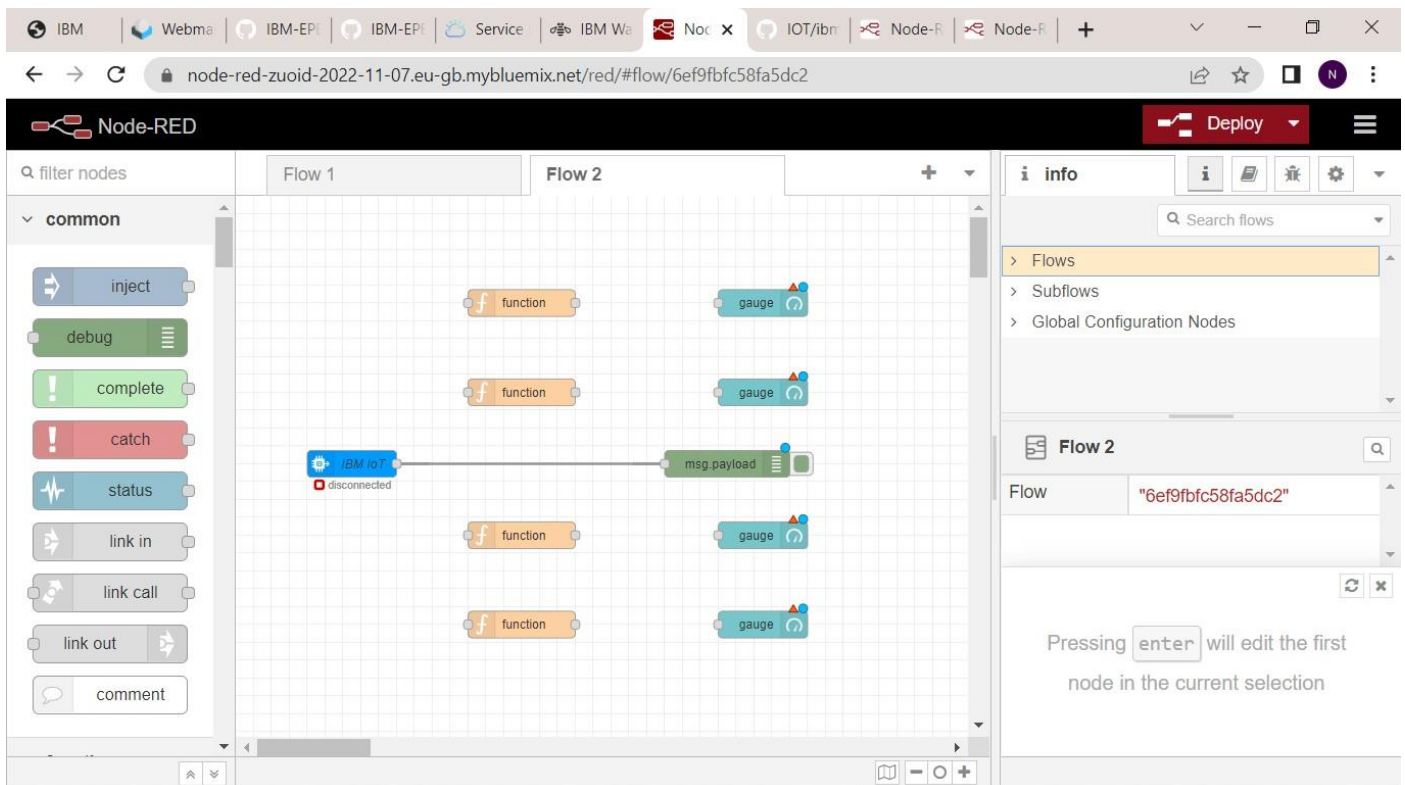 IBM Webma IBM-EPB IBM-EPB Service IBM Wa Noc IOT/ibm Node-R Node-R
node-red-zuoid-2022-11-07.eu-gb.mybluemix.net/red/#flow/6ef9fbfc58fa5dc2 N
Node-RED Deploy
filter nodes Flow 1 Flow 2 i info i
common
Search flows
Flows
inject
Subflows
function gauge
Global Configuration Nodes
debug
complete
function gauge
catch
Flow 2
IBM IoT msg.payload
disconnected
status
Flow "6ef9fbfc58fa5dc2"
link in
function gauge
link call
function gauge
link out
Pressing enter will edit the first
node in the current selection
comment